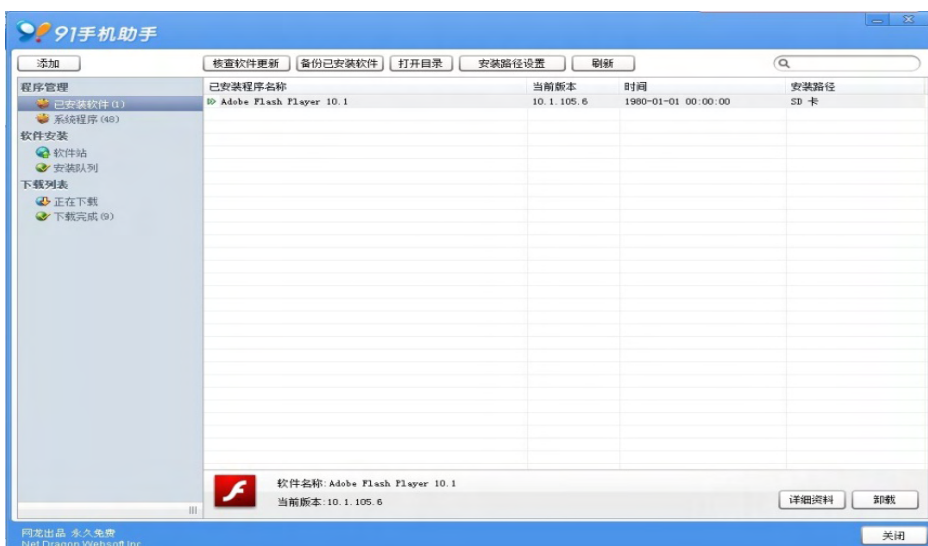 91手机助手
添加
核查软件更新 备份已安装软件 打开目录 安装路径设置 刷新
程序管理
已安装软件(1)
系统程序(48)
软件安装
软件站
安装队列
下载列表
正在下载
下载完成(9)
已安装程序名称 当前版本 时间 安装路径
Adobe Flash Player 10.1 10.1.105.6 1980-01-01 00:00:00 SD 卡
软件名称:Adobe Flash Player 10.1
当前版本:10.1.105.6
详细资料 卸载
网龙出品 永久免费
Net Dragon Websoft Inc.
关闭